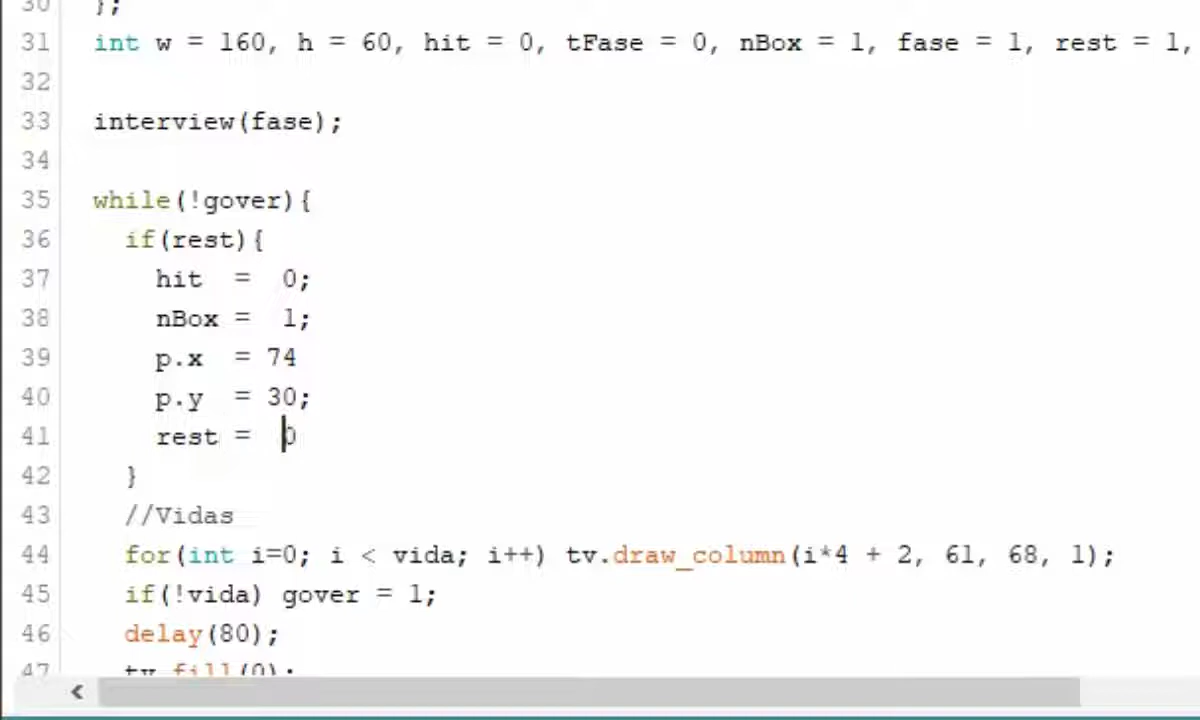 30 };
31 int w = 160, h = 60, hit = 0, tFase = 0, nBox = 1, fase = 1, rest = 1,
32
33 interview(fase);
34
35 while(!gover){
36 if(rest){
37 hit = 0;
38 nBox = 1;
39 p.x = 74
40 p.y = 30;
41 rest = 0
42 }
43 //Vidas
44 for(int i=0; i < vida; i++) tv.draw_column(i*4 + 2, 61, 68, 1);
45 if(!vida) gover = 1;
46 delay(80);
47 tv.fill(0);